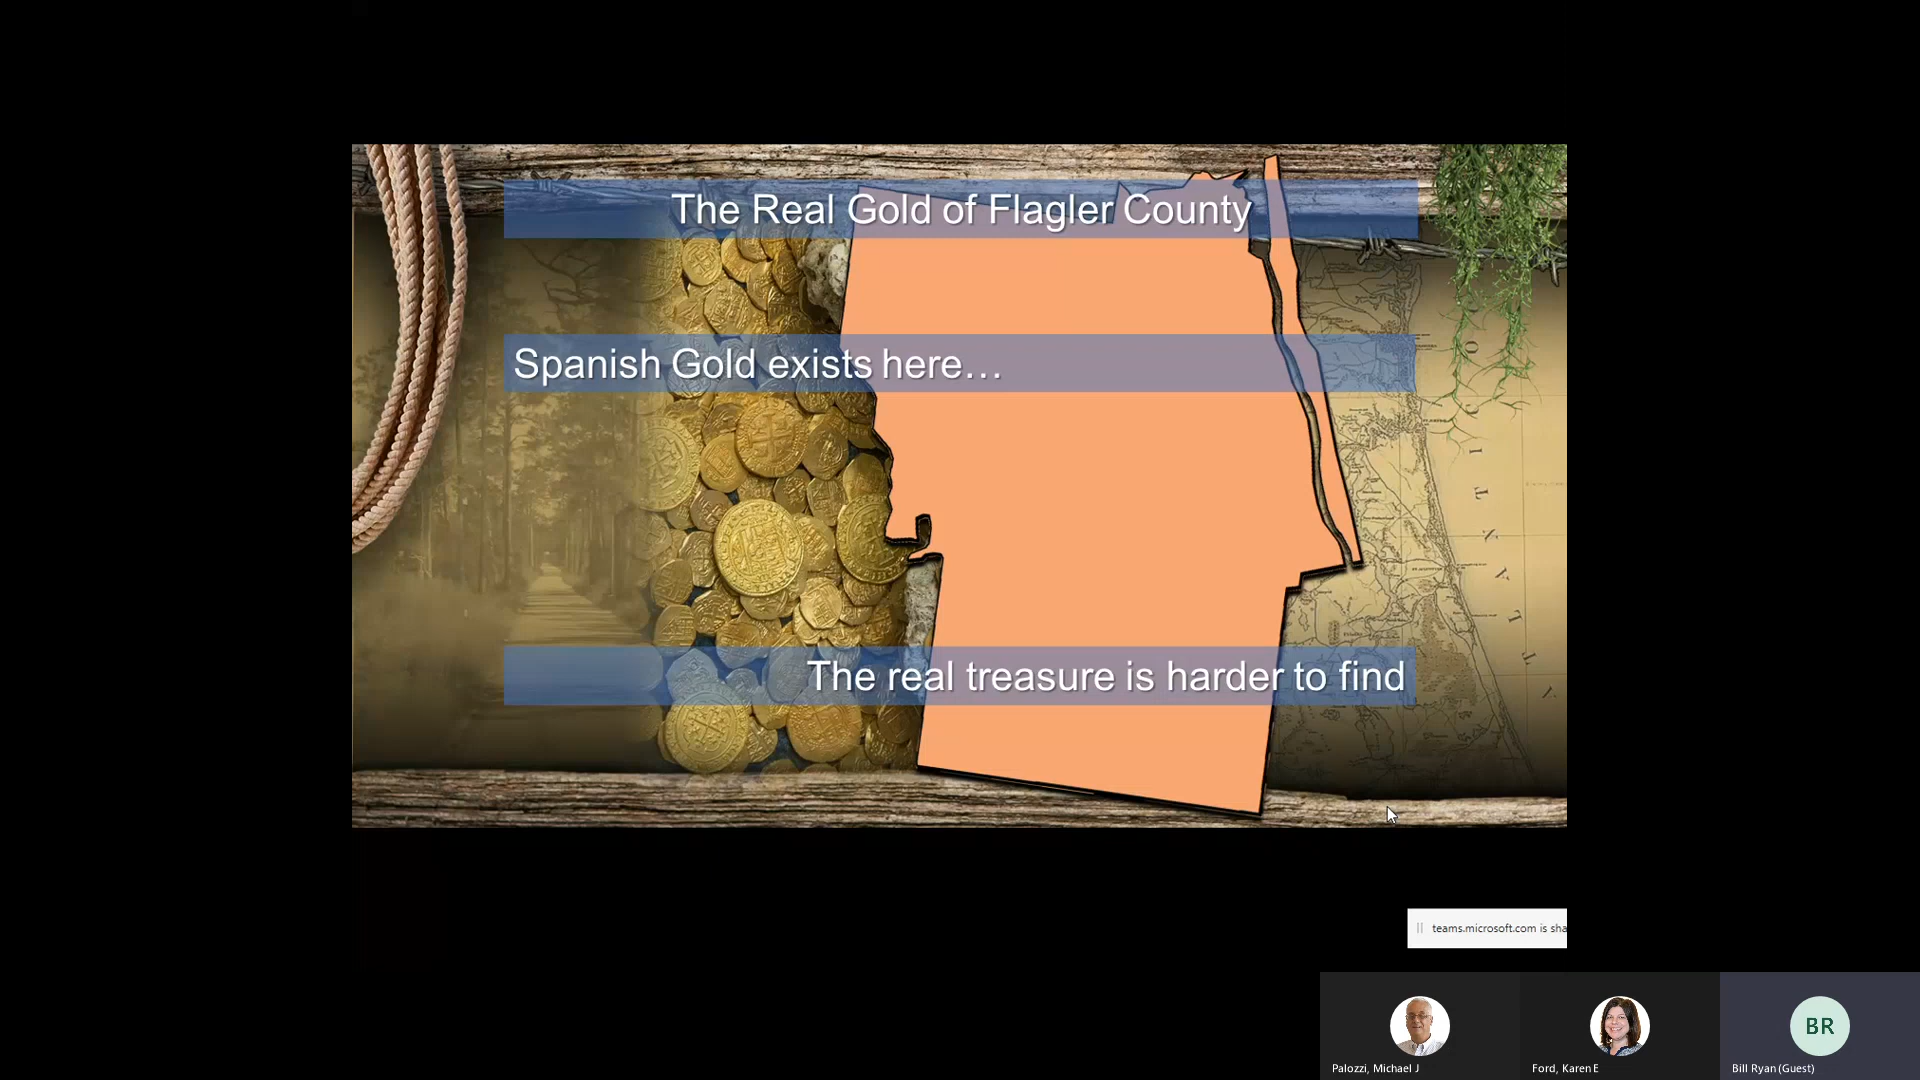 The Real Gold of Flagler County
Spanish Gold exists here…
The real treasure is harder to find
teams.microsoft.com is sha
BR
Palozzi, Michael J
Ford, Karen E
Bill Ryan (Guest)